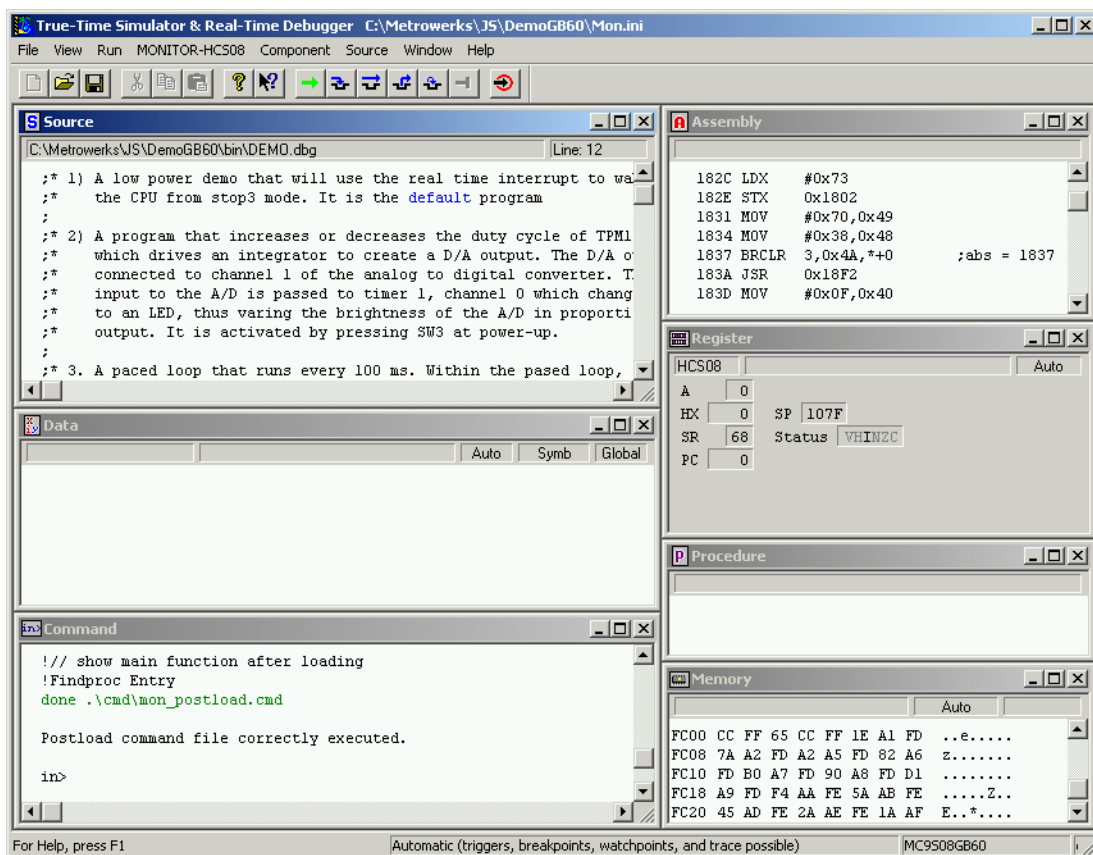 True-Time Simulator & Real-Time Debugger C:\Metrowerks\JS\DemoGB60\Mon.ini
File View Run MONITOR-HCS08 Component Source Window Help
Source
C:\Metrowerks\JS\DemoGB60\bin\DEMO.dbg Line: 12
;* 1) A low power demo that will use the real time interrupt to wa
;* the CPU from stop3 mode. It is the default program
;
;* 2) A program that increases or decreases the duty cycle of TPM1
;* which drives an integrator to create a D/A output. The D/A o
;* connected to channel 1 of the analog to digital converter. T
;* input to the A/D is passed to timer 1, channel 0 which chang
;* to an LED, thus varing the brightness of the A/D in proporti
;* output. It is activated by pressing SW3 at power-up.
;
;* 3. A paced loop that runs every 100 ms. Within the pased loop,
Data
Auto Symb Global
in> Command
!// show main function after loading
!Findproc Entry
done .\cmd\mon_postload.cmd
Postload command file correctly executed.
in>
A Assembly
182C LDX #0x73
182E STX 0x1802
1831 MOV #0x70,0x49
1834 MOV #0x38,0x48
1837 BRCLR 3,0x4A,*+0 ;abs = 1837
183A JSR 0x18F2
183D MOV #0x0F,0x40
Register
HCS08 Auto
A 0
HX 0 SP 107F
SR 68 Status VHINZC
PC 0
P Procedure
Memory
Auto
FC00 CC FF 65 CC FF 1E A1 FD ..e.....
FC08 7A A2 FD A2 A5 FD 82 A6 z.......
FC10 FD B0 A7 FD 90 A8 FD D1 ........
FC18 A9 FD F4 AA FE 5A AB FE .....Z..
FC20 45 AD FE 2A AE FE 1A AF E..*....
For Help, press F1
Automatic (triggers, breakpoints, watchpoints, and trace possible)
MC9S08GB60